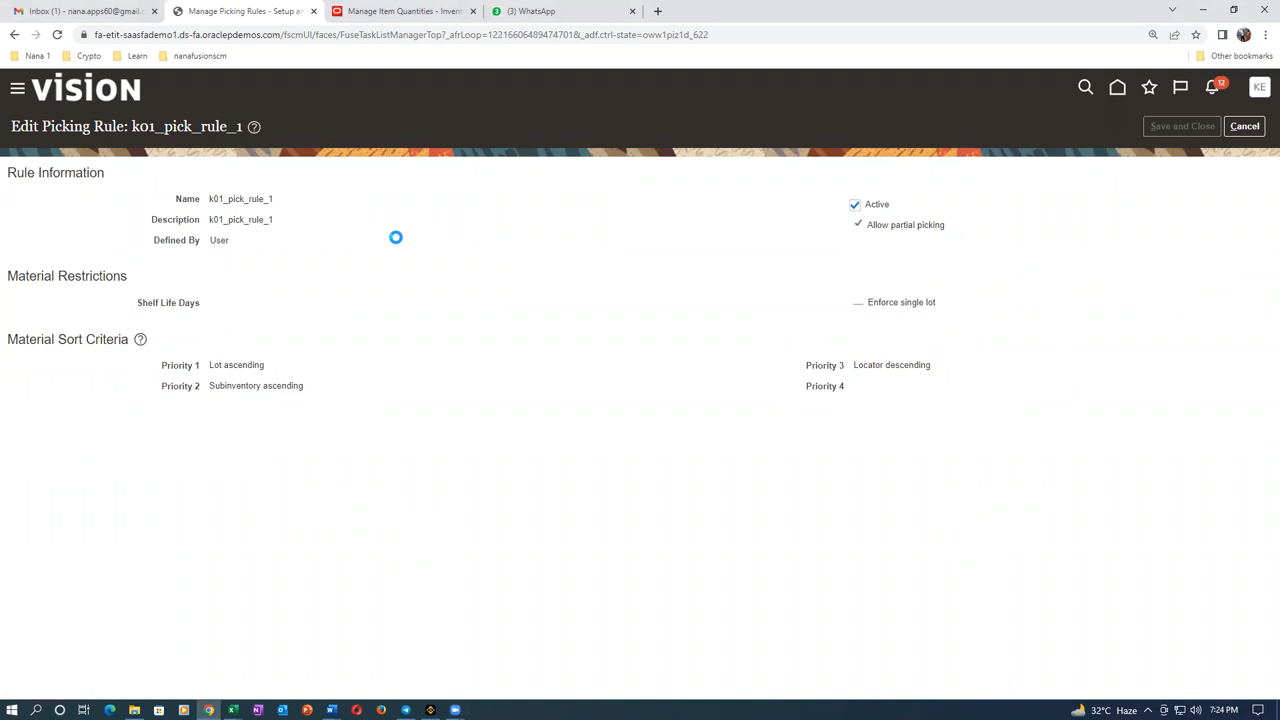 Inbox (1) - nana.apps60@gmail.c
Manage Picking Rules - Setup an
Manage Item Quantities - Invent
(3) WhatsApp
fa-etit-saasfademo1.ds-fa.oraclepdemos.com/fscmUI/faces/FuseTaskListManagerTop?_afrLoop=12216606489474701&_adf.ctrl-state=oww1piz1d_622
Nana 1
Crypto
Learn
nanafusionscm
Other bookmarks
VISION
12
KE
Edit Picking Rule: k01_pick_rule_1
Save and Close
Cancel
Rule Information
Name k01_pick_rule_1
Active
Description k01_pick_rule_1
Allow partial picking
Defined By User
Material Restrictions
Shelf Life Days
Enforce single lot
Material Sort Criteria
Priority 1 Lot ascending
Priority 3 Locator descending
Priority 2 Subinventory ascending
Priority 4
32°C Haze
7:24 PM